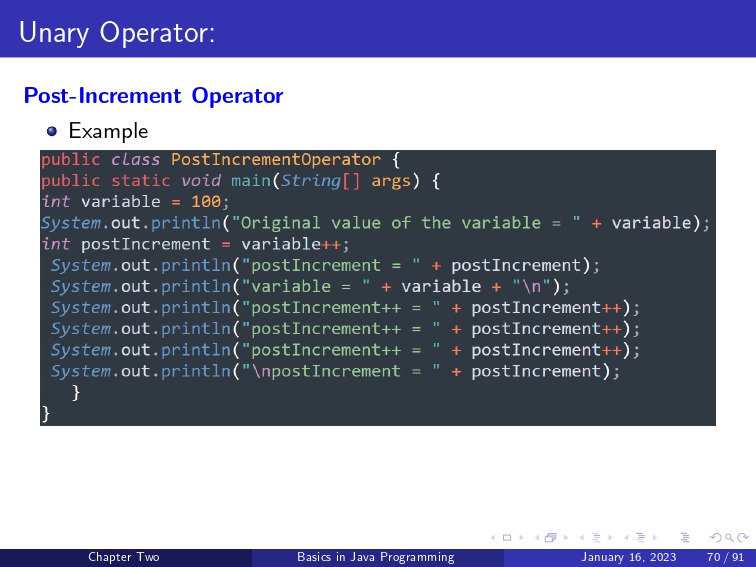 Unary Operator:
Post-Increment Operator
Example
public class PostIncrementOperator {
public static void main(String[] args) {
int variable = 100;
System.out.println("Original value of the variable = " + variable);
int postIncrement = variable++;
System.out.println("postIncrement = " + postIncrement);
System.out.println("variable = " + variable + "\n");
System.out.println("postIncrement++ = " + postIncrement++);
System.out.println("postIncrement++ = " + postIncrement++);
System.out.println("postIncrement++ = " + postIncrement++);
System.out.println("\npostIncrement = " + postIncrement);
}
}
Chapter Two Basics in Java Programming January 16, 2023 70 / 91